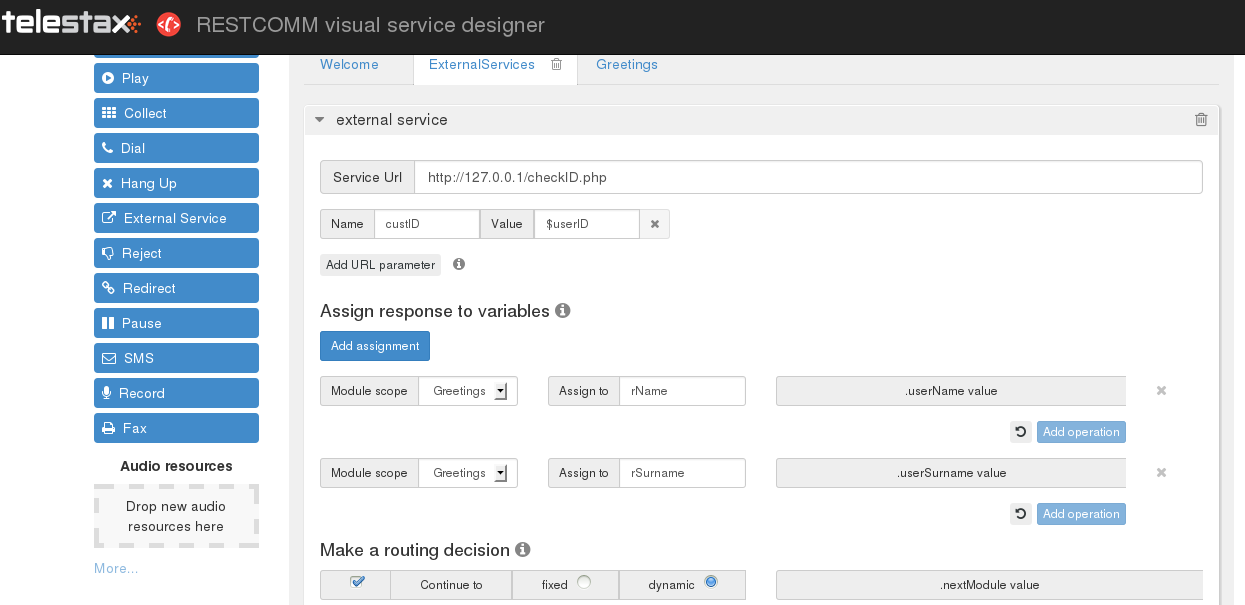 telestax RESTCOMM visual service designer
Play
Collect
Dial
Hang Up
External Service
Reject
Redirect
Pause
SMS
Record
Fax
Audio resources
Drop new audio
resources here
More...
Welcome ExternalServices Greetings
external service
Service Url http://127.0.0.1/checkID.php
Name custID Value $userID
Add URL parameter
Assign response to variables
Add assignment
Module scope Greetings Assign to rName .userName value
Add operation
Module scope Greetings Assign to rSurname .userSurname value
Add operation
Make a routing decision
Continue to fixed dynamic .nextModule value